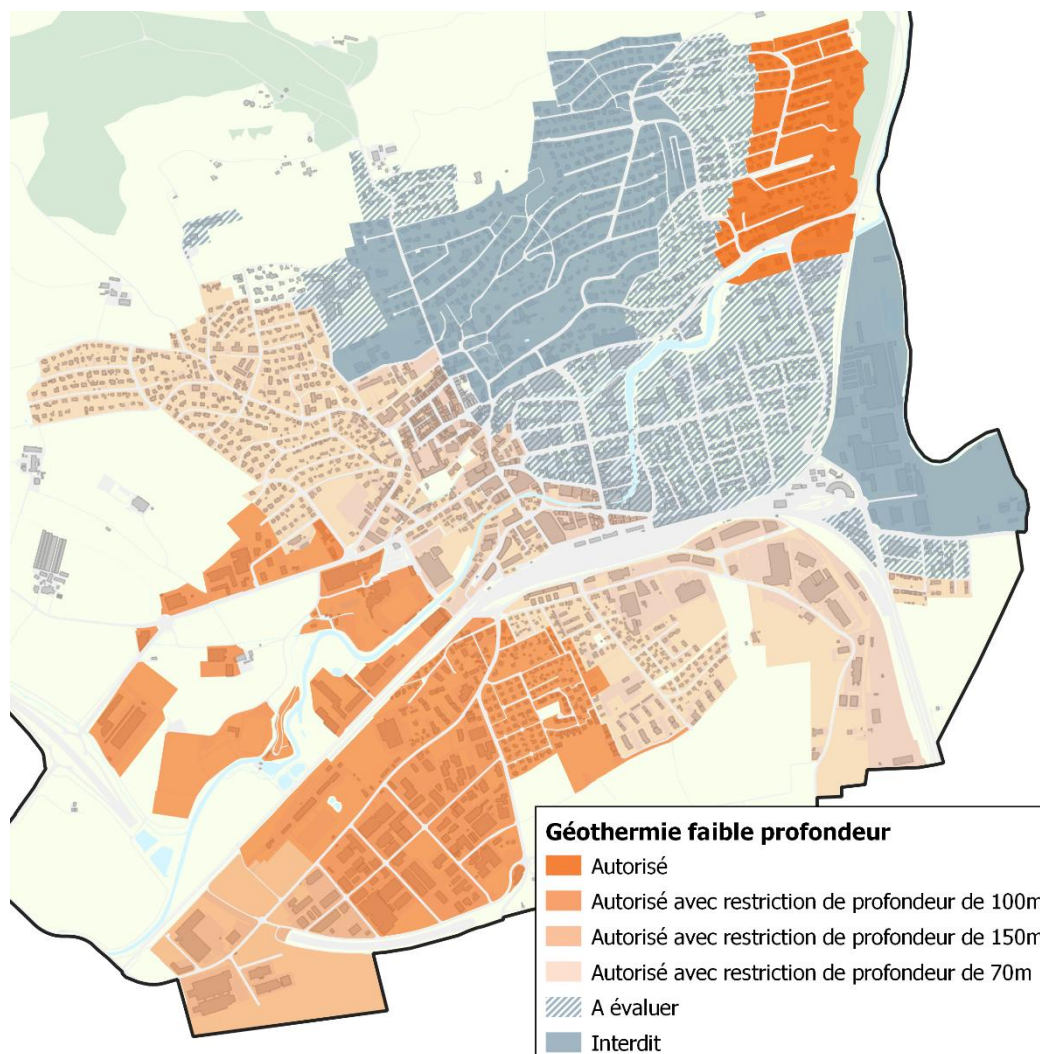 Géothermie faible profondeur
Autorisé
Autorisé avec restriction de profondeur de 100m
Autorisé avec restriction de profondeur de 150m
Autorisé avec restriction de profondeur de 70m
A évaluer
Interdit